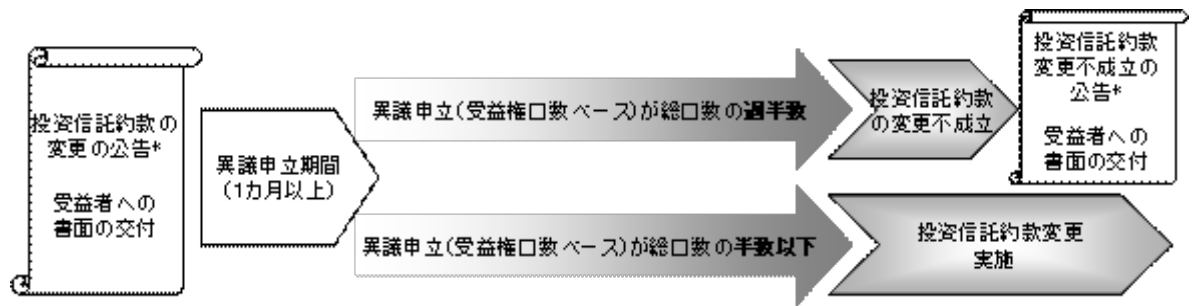 投資信託約款の
変更の公告*
受益者への
書面の交付
異議申立期間
(1カ月以上)
異議申立(受益権口数ベース)が総口数の過半数
投資信託約款
の変更不成立
投資信託約款
変更不成立の
公告*
受益者への
書面の交付
異議申立(受益権口数ベース)が総口数の半数以下
投資信託約款変更
実施